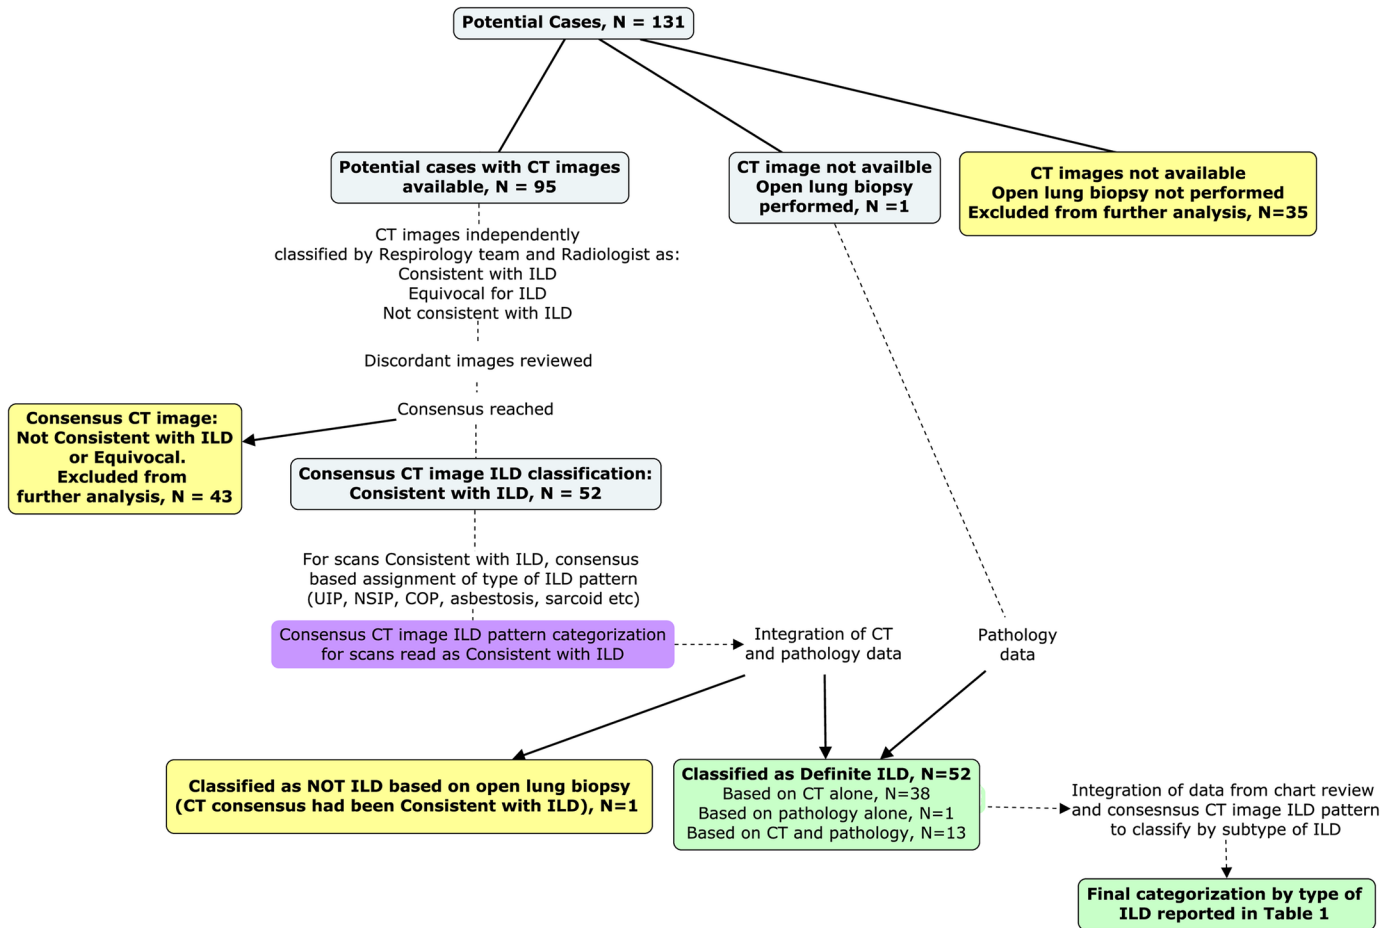 Potential Cases, N = 131
Potential cases with CT images
available, N = 95
CT image not availble
Open lung biopsy
performed, N =1
CT images not available
Open lung biopsy not performed
Excluded from further analysis, N=35
CT images independently
classified by Respirology team and Radiologist as:
Consistent with ILD
Equivocal for ILD
Not consistent with ILD
Discordant images reviewed
Consensus reached
Consensus CT image:
Not Consistent with ILD
or Equivocal.
Excluded from
further analysis, N = 43
Consensus CT image ILD classification:
Consistent with ILD, N = 52
For scans Consistent with ILD, consensus
based assignment of type of ILD pattern
(UIP, NSIP, COP, asbestosis, sarcoid etc)
Consensus CT image ILD pattern categorization
for scans read as Consistent with ILD
Integration of CT
and pathology data
Pathology
data
Classified as NOT ILD based on open lung biopsy
(CT consensus had been Consistent with ILD), N=1
Classified as Definite ILD, N=52
Based on CT alone, N=38
Based on pathology alone, N=1
Based on CT and pathology, N=13
Integration of data from chart review
and consesnsus CT image ILD pattern
to classify by subtype of ILD
Final categorization by type of
ILD reported in Table 1